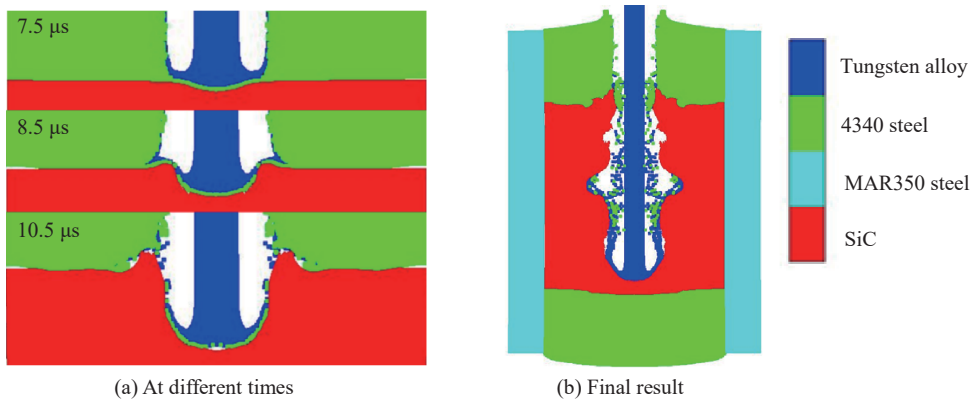 7.5 μs
8.5 μs
10.5 μs
Tungsten alloy
4340 steel
MAR350 steel
SiC
(a) At different times
(b) Final result